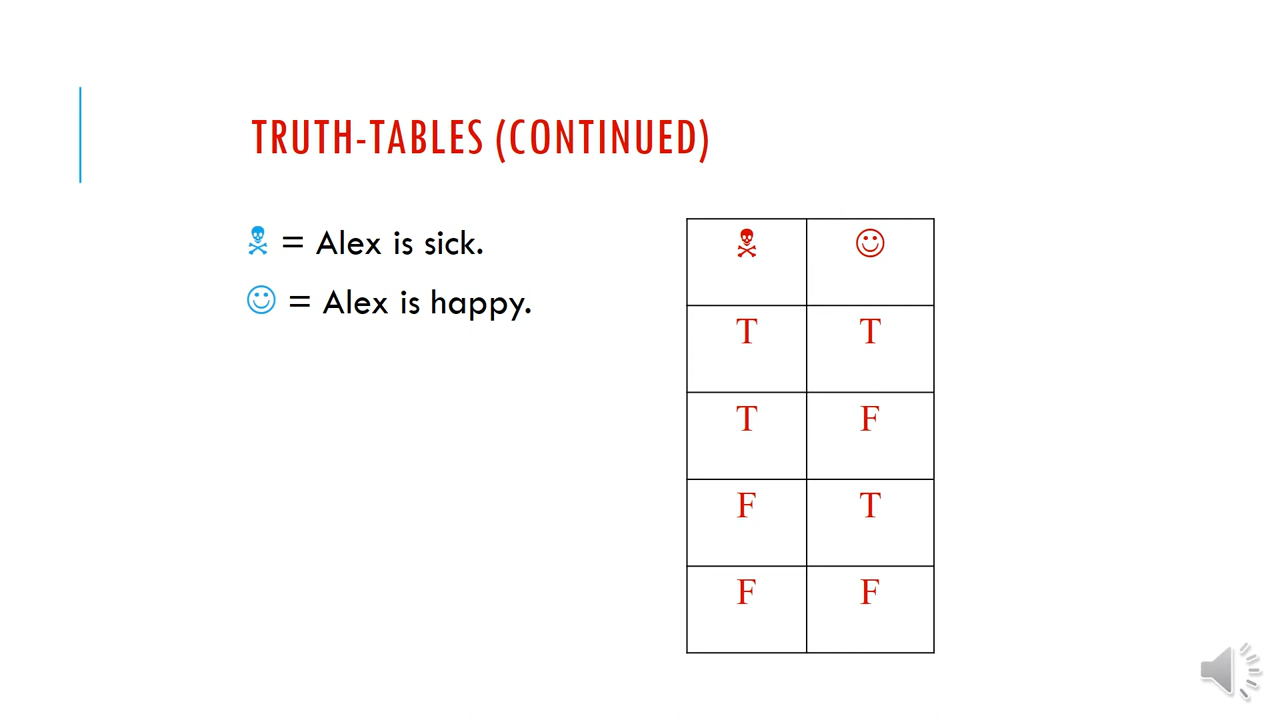 TRUTH-TABLES (CONTINUED)
☠ = Alex is sick.
☺ = Alex is happy.
☠ ☺
T T
T F
F T
F F